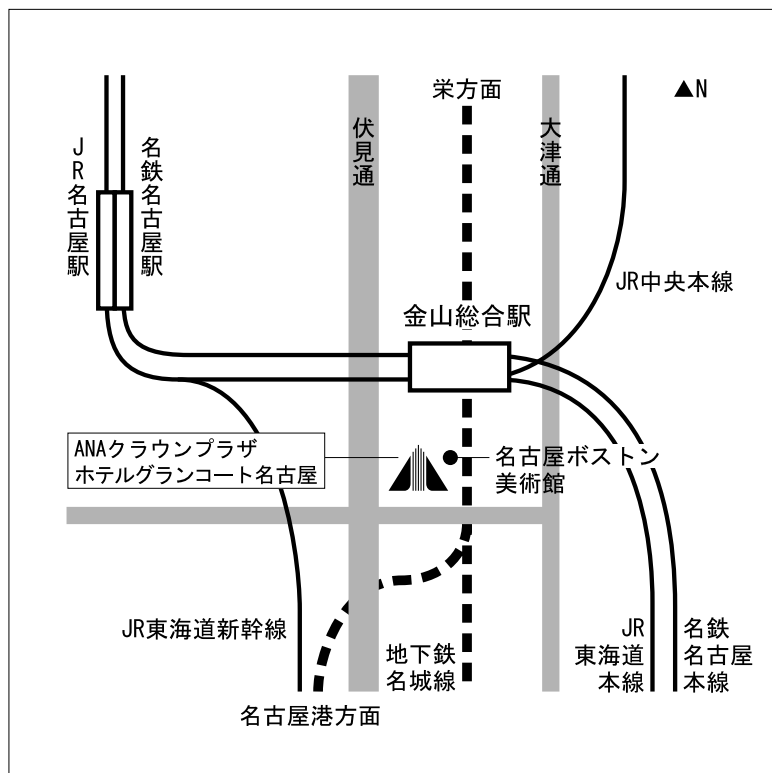 栄方面
▲N
伏見通
大津通
JR名古屋駅
名鉄名古屋駅
JR中央本線
金山総合駅
ANAクラウンプラザ
ホテルグランコート名古屋
名古屋ボストン
美術館
JR東海道新幹線
地下鉄
名城線
JR
東海道
本線
名鉄
名古屋
本線
名古屋港方面